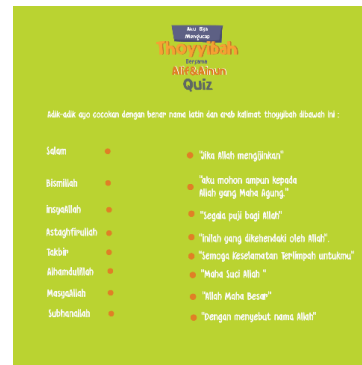 Aku Bisa
Mengucap
Thoyyibah
Bersama
Alif&Ainun
Quiz
Adik-adik ayo cocokan dengan benar nama latin dan arab kalimat thoyyibah dibawah ini :
Salam
"Jika Allah mengijinkan"
Bismillah
"aku mohon ampun kepada
Allah yang Maha Agung."
insyaAllah
"Segala puji bagi Allah"
Astaghfirullah
"Inilah yang dikehendaki oleh Allah".
Takbir
"Semoga Keselamatan Terlimpah untukmu"
Alhamdulillah
"Maha Suci Allah "
MasyaAllah
"Allah Maha Besar"
Subhanallah
"Dengan menyebut nama Allah"